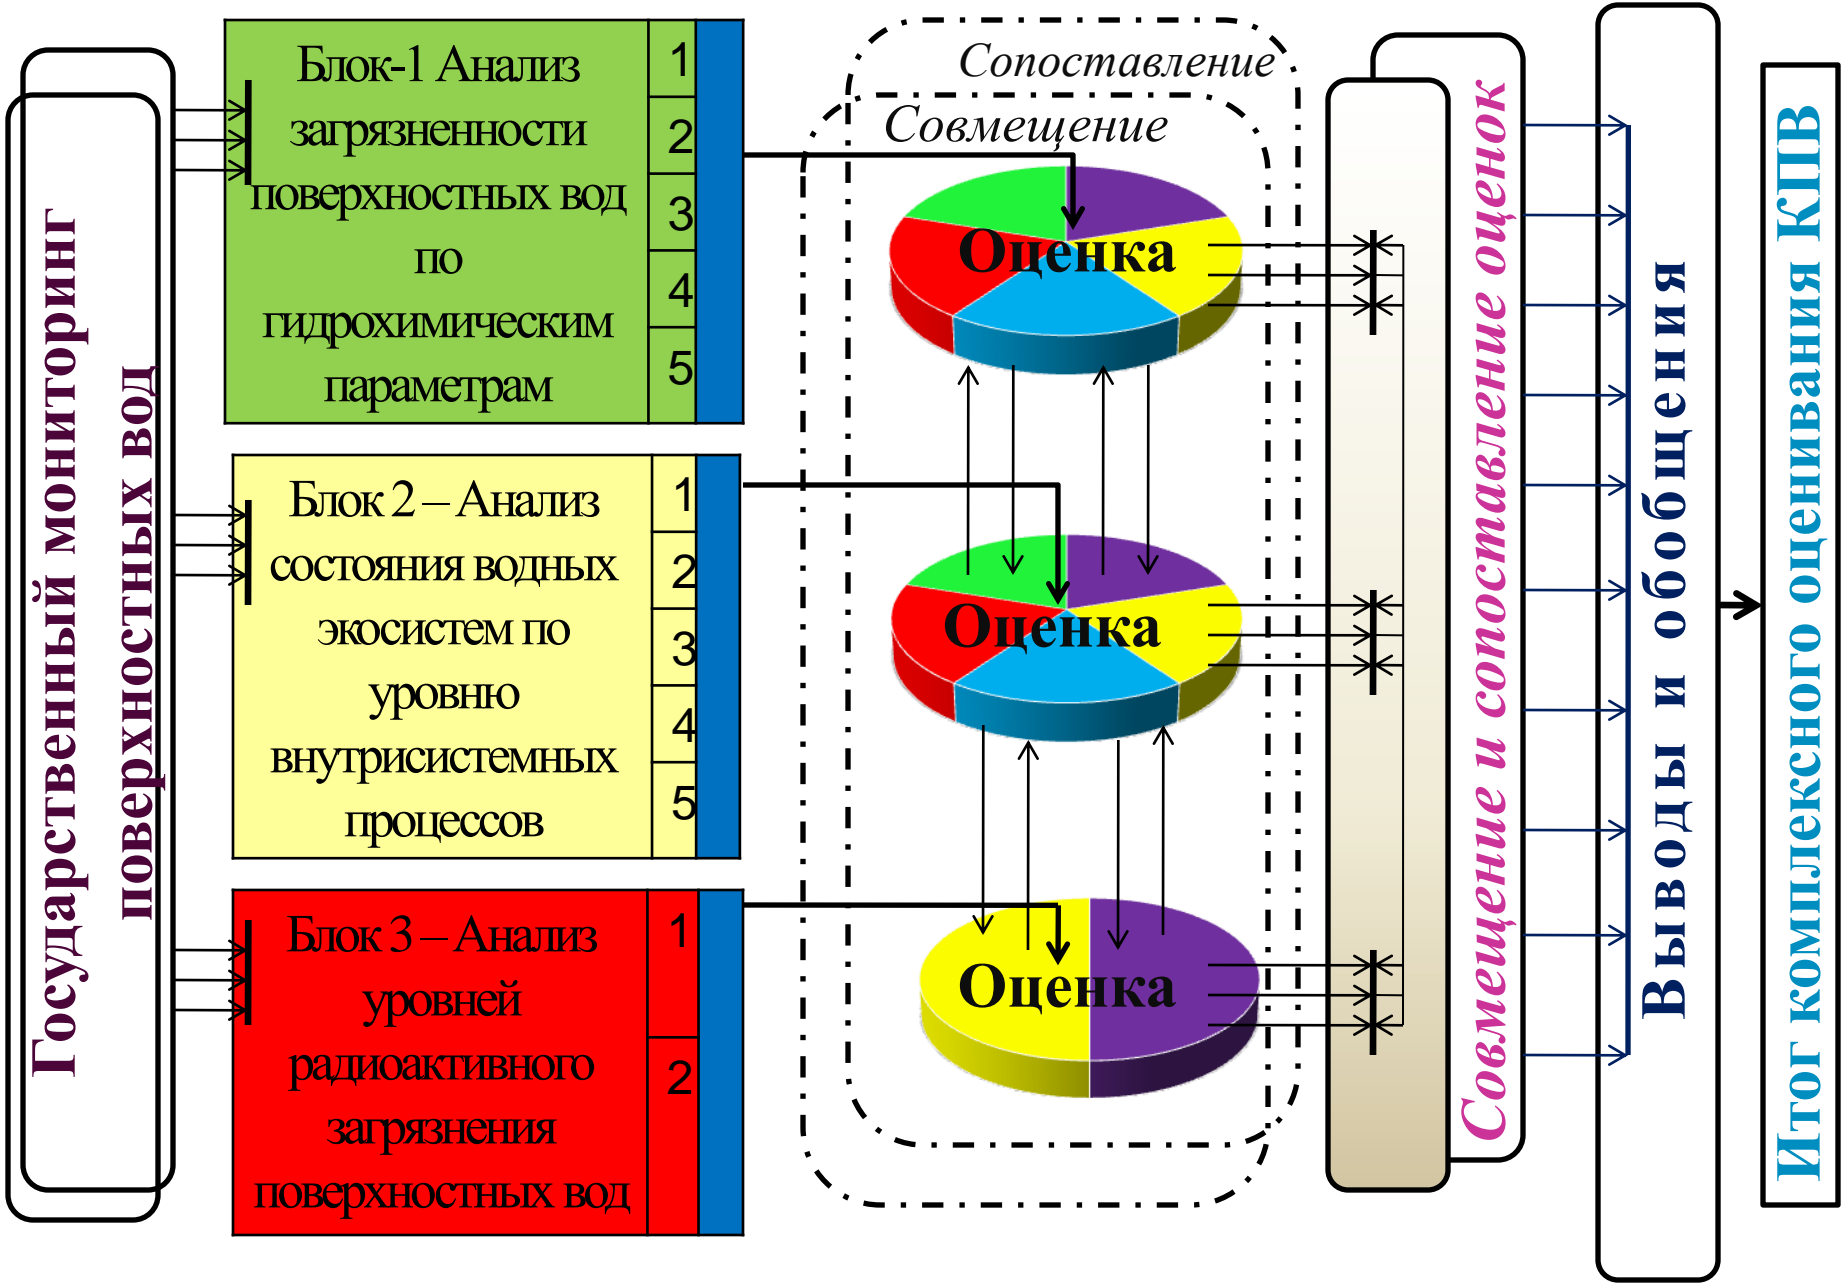 Государственный мониторинг
поверхностных вод
Блок-1 Анализ
загрязненности
поверхностных вод
по
гидрохимическим
параметрам
1
2
3
4
5
Блок 2 – Анализ
состояния водных
экосистем по
уровню
внутрисистемных
процессов
1
2
3
4
5
Блок 3 – Анализ
уровней
радиоактивного
загрязнения
поверхностных вод
1
2
Сопоставление
Совмещение
Оценка
Оценка
Оценка
Совмещение и сопоставление оценок
Выводы и обобщения
Итог комплексного оценивания КПВ